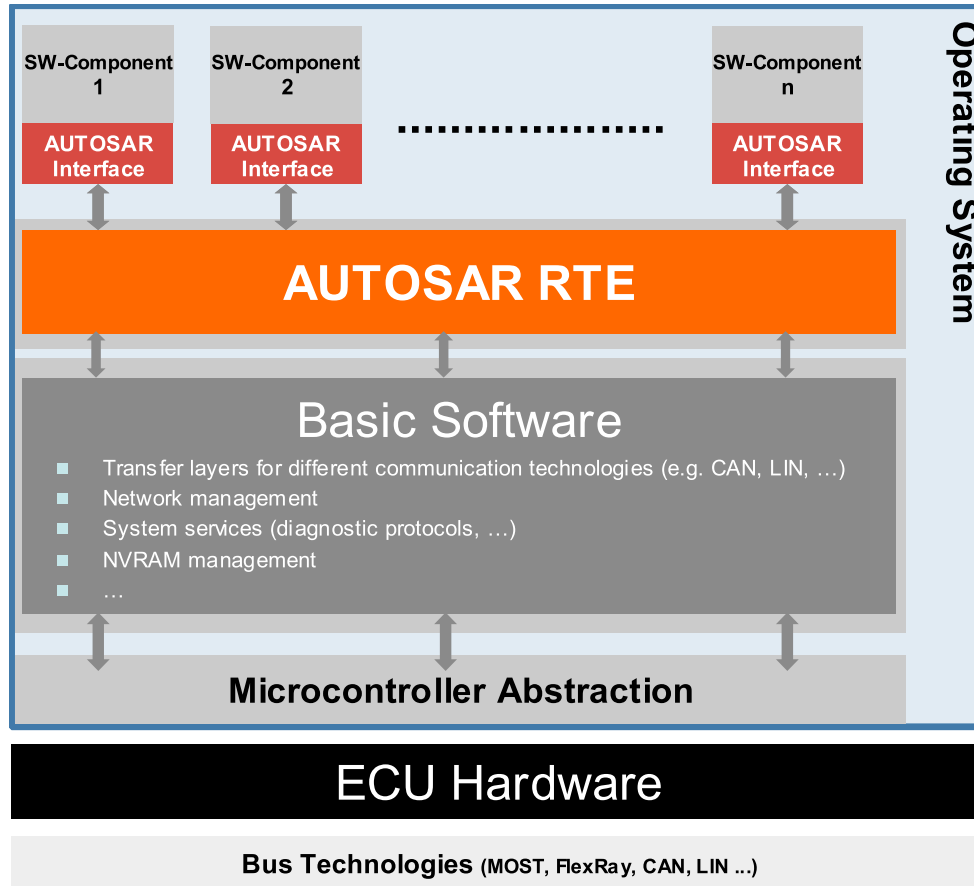 SW-Component
1
AUTOSAR
Interface
SW-Component
2
AUTOSAR
Interface
SW-Component
n
AUTOSAR
Interface
Operating System
AUTOSAR RTE
Basic Software
Transfer layers for different communication technologies (e.g. CAN, LIN, …)
Network management
System services (diagnostic protocols, …)
NVRAM management
…
Microcontroller Abstraction
ECU Hardware
Bus Technologies (MOST, FlexRay, CAN, LIN ...)